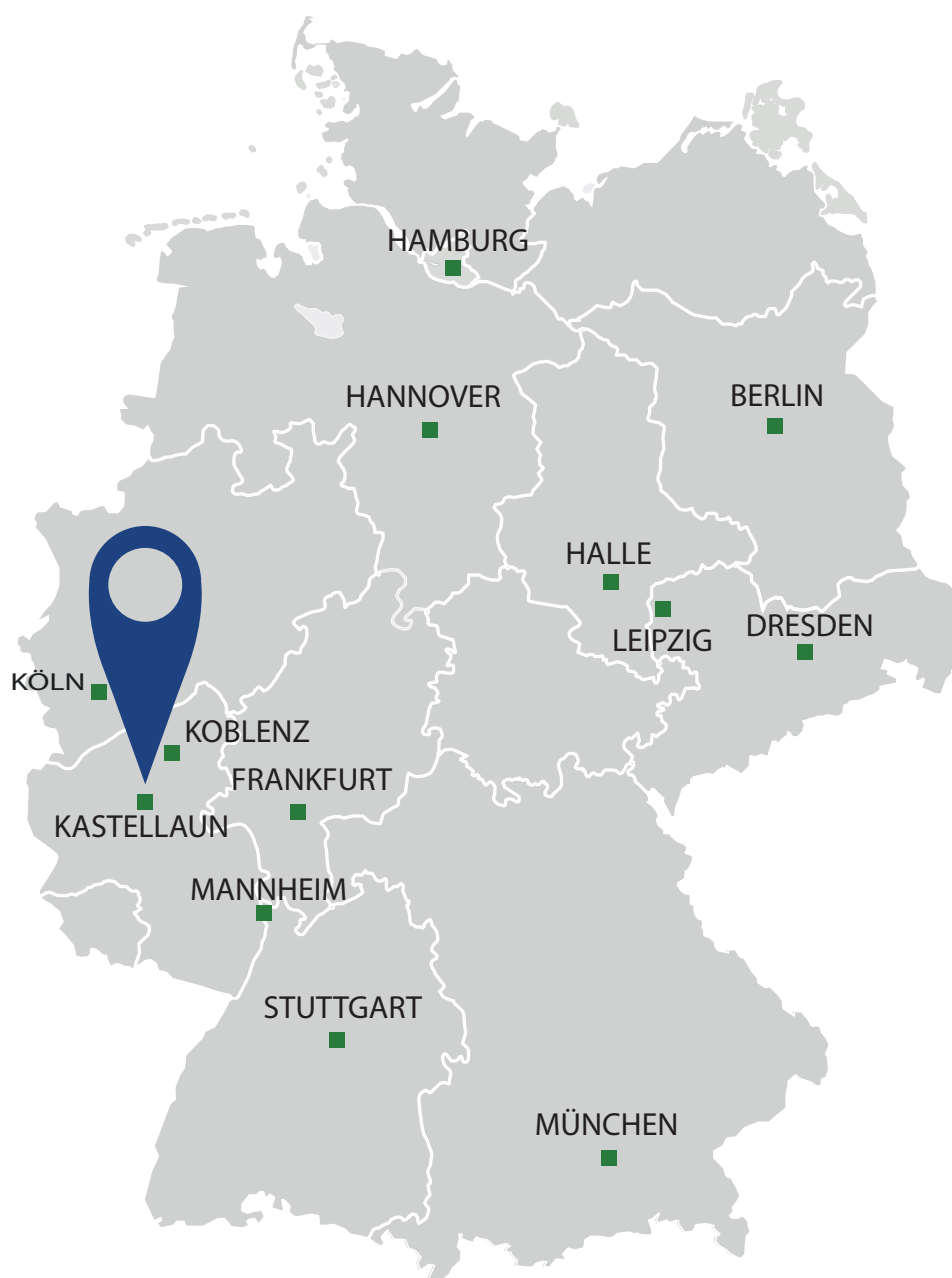 HAMBURG
HANNOVER
BERLIN
HALLE
LEIPZIG
DRESDEN
KÖLN
KOBLENZ
FRANKFURT
KASTELLAUN
MANNHEIM
STUTTGART
MÜNCHEN